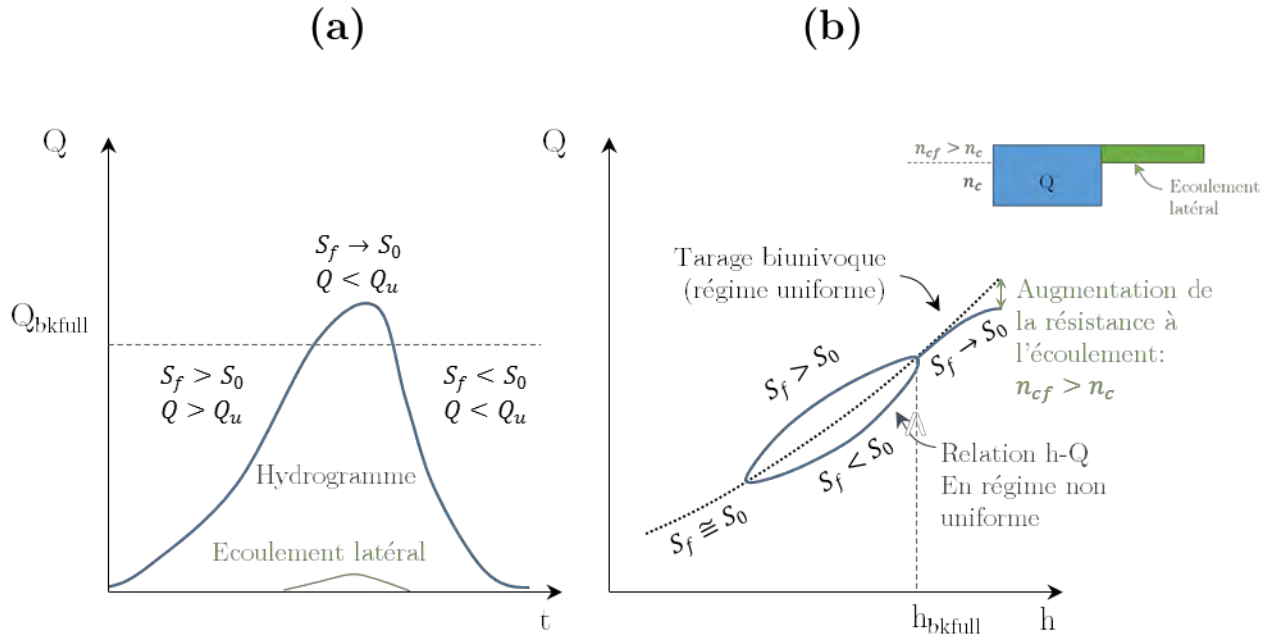 (a)
Q
S_f → S_0
Q < Q_u
Q_bkfull
S_f > S_0
Q > Q_u
S_f < S_0
Q < Q_u
Hydrogramme
Ecoulement latéral
t
(b)
Q
n_cf > n_c
n_c
Q
Ecoulement
latéral
Tarage biunivoque
(régime uniforme)
Augmentation de
la résistance à
l'écoulement:
n_cf > n_c
S_f → S_0
S_f > S_0
S_f < S_0
S_f ≅ S_0
Relation h-Q
En régime non
uniforme
h_bkfull
h